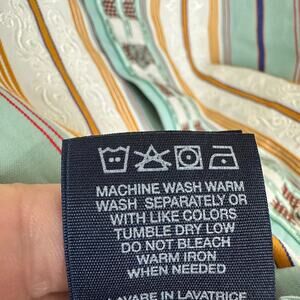 MACHINE WASH WARM
WASH SEPARATELY OR
WITH LIKE COLORS
TUMBLE DRY LOW
DO NOT BLEACH
WARM IRON
WHEN NEEDED
LAVARE IN LAVATRICE